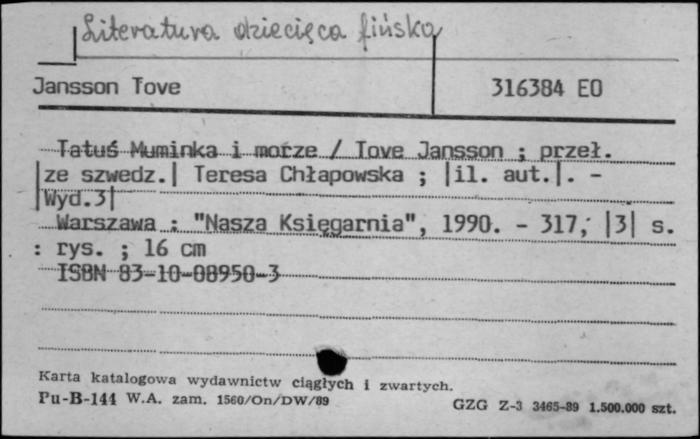 Literatura dziecięca fińska
Jansson Tove
316384 EO
Tatuś Muminka i morze / Tove Jansson ; przeł.
|ze szwedz.| Teresa Chłapowska ; |il. aut.|. -
|Wyd.3|
Warszawa : "Nasza Księgarnia", 1990. - 317, |3| s.
: rys. ; 16 cm
ISBN 83-10-08950-3
Karta katalogowa wydawnictw ciągłych i zwartych.
Pu-B-144 W.A. zam. 1560/On/DW/89
GZG Z-3 3465-89 1.500.000 szt.